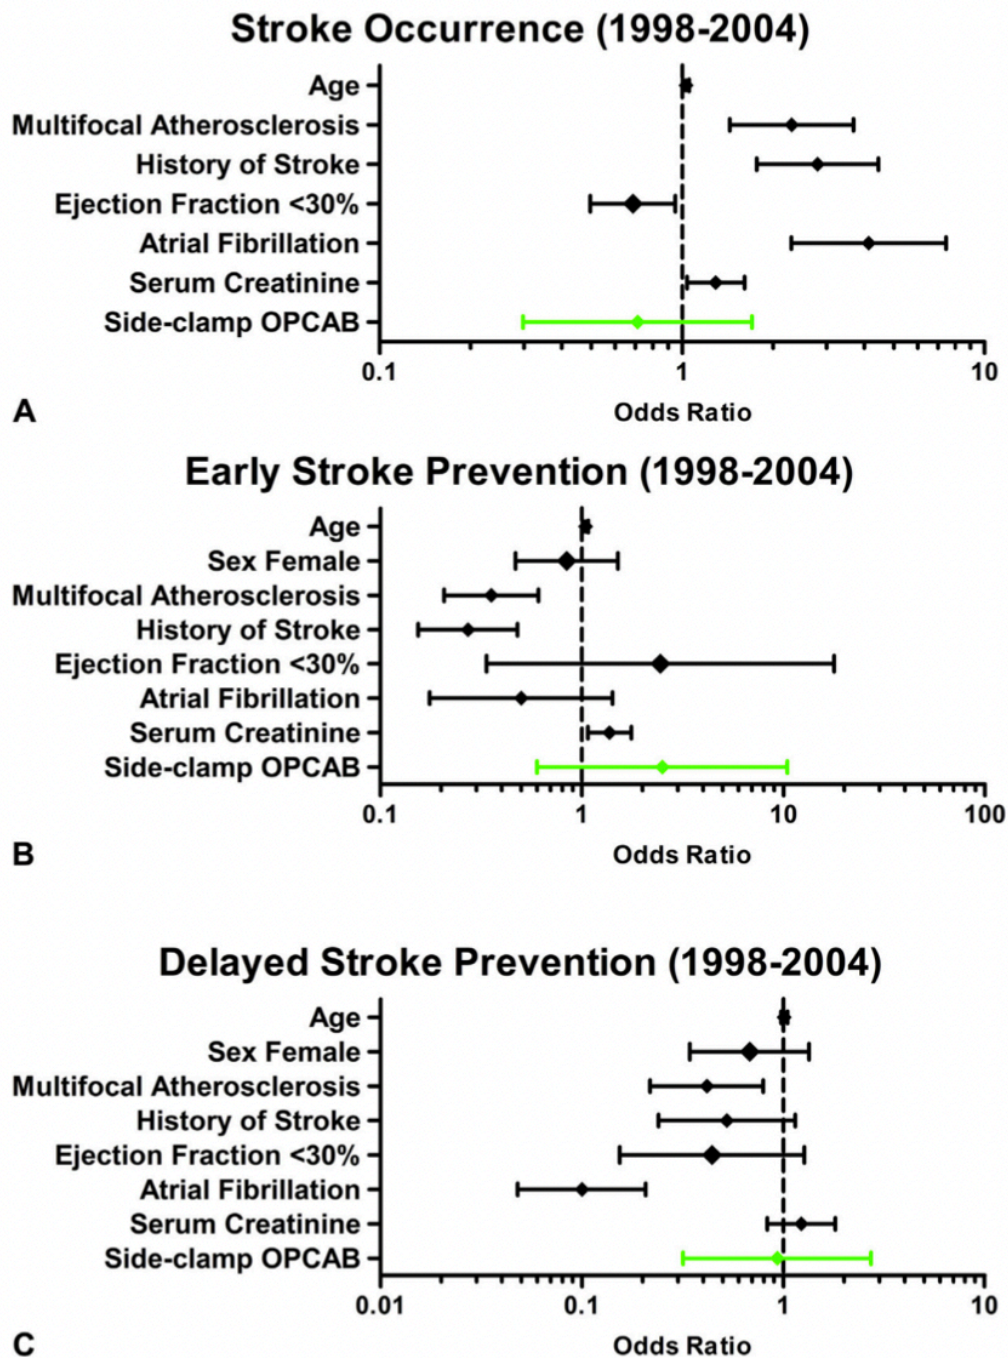 Stroke Occurrence (1998-2004)
Age
Multifocal Atherosclerosis
History of Stroke
Ejection Fraction <30%
Atrial Fibrillation
Serum Creatinine
Side-clamp OPCAB
0.1 1 10
Odds Ratio
A
Early Stroke Prevention (1998-2004)
Age
Sex Female
Multifocal Atherosclerosis
History of Stroke
Ejection Fraction <30%
Atrial Fibrillation
Serum Creatinine
Side-clamp OPCAB
0.1 1 10 100
Odds Ratio
B
Delayed Stroke Prevention (1998-2004)
Age
Sex Female
Multifocal Atherosclerosis
History of Stroke
Ejection Fraction <30%
Atrial Fibrillation
Serum Creatinine
Side-clamp OPCAB
0.01 0.1 1 10
Odds Ratio
C